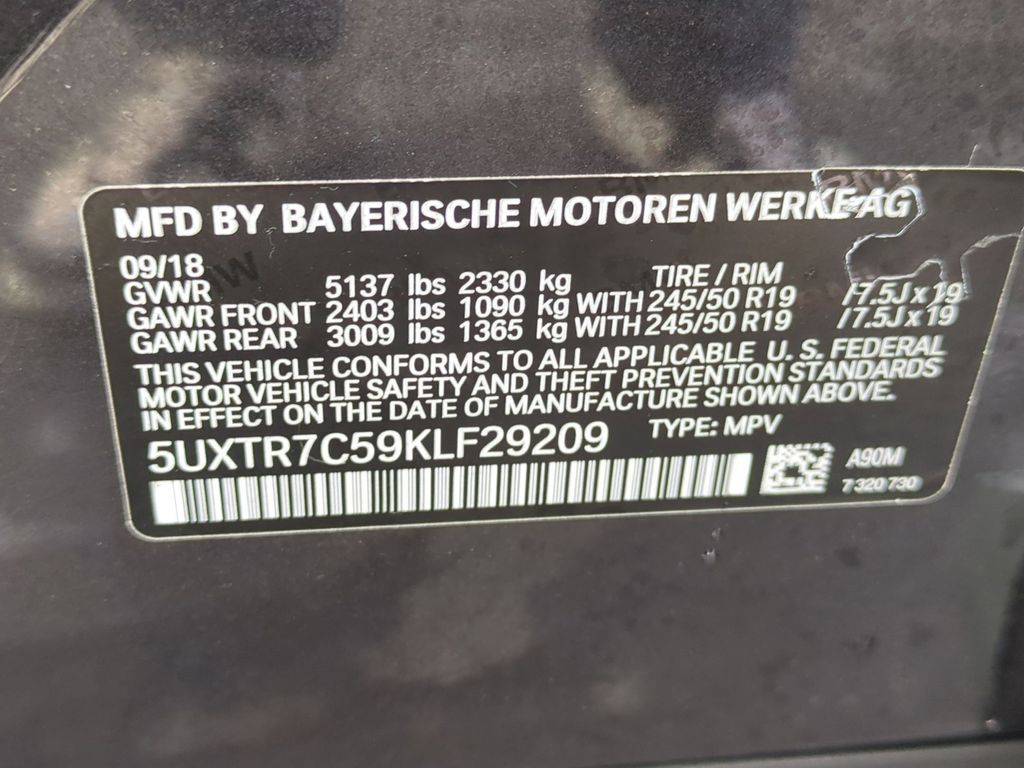 MFD BY BAYERISCHE MOTOREN WERKE AG
09/18
GVWR 5137 lbs 2330 kg TIRE / RIM
GAWR FRONT 2403 lbs 1090 kg WITH 245/50 R19 /7.5J x 19
GAWR REAR 3009 lbs 1365 kg WITH 245/50 R19 /7.5J x 19
THIS VEHICLE CONFORMS TO ALL APPLICABLE U. S. FEDERAL
MOTOR VEHICLE SAFETY AND THEFT PREVENTION STANDARDS
IN EFFECT ON THE DATE OF MANUFACTURE SHOWN ABOVE.
5UXTR7C59KLF29209 TYPE: MPV
A90M
7 320 730